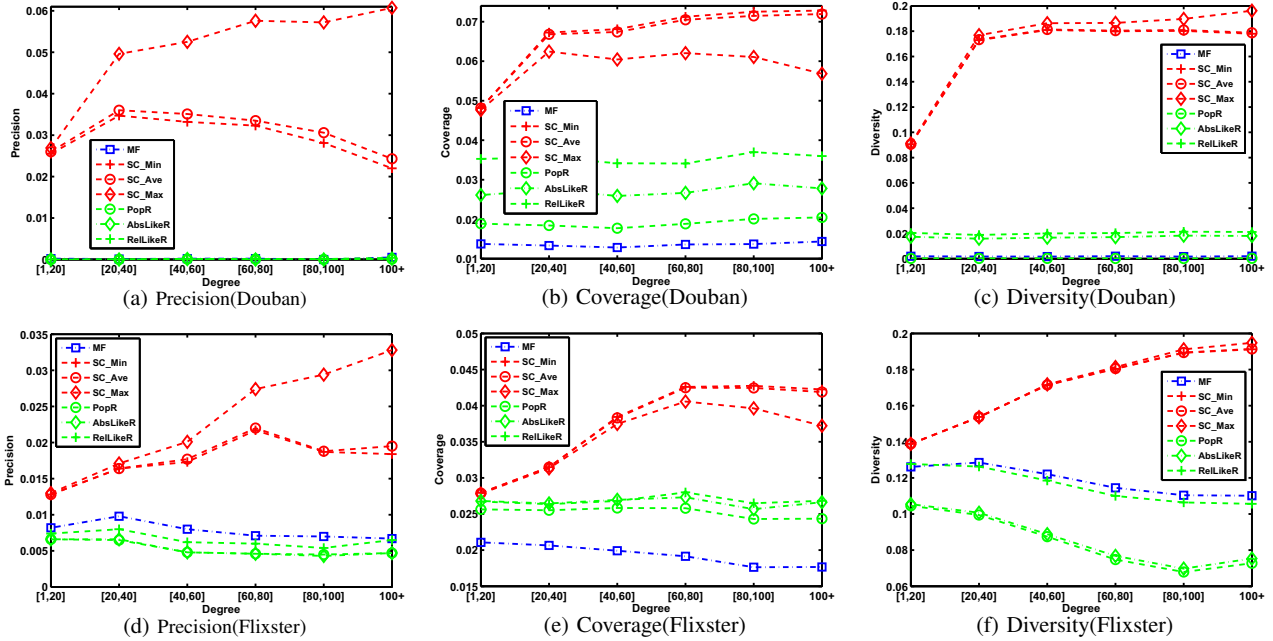 0.06
0.05
0.04
0.03
0.02
0.01
0
Precision
MF
SC_Min
SC_Ave
SC_Max
PopR
AbsLikeR
RelLikeR
[1,20] [20,40] [40,60] [60,80] [80,100] 100+
Degree
(a) Precision(Douban)
0.07
0.06
0.05
0.04
0.03
0.02
0.01
Coverage
MF
SC_Min
SC_Ave
SC_Max
PopR
AbsLikeR
RelLikeR
[1,20] [20,40] [40,60] [60,80] [80,100] 100+
Degree
(b) Coverage(Douban)
0.2
0.18
0.16
0.14
0.12
0.1
0.08
0.06
0.04
0.02
0
Diversity
MF
SC_Min
SC_Ave
SC_Max
PopR
AbsLikeR
RelLikeR
[1,20] [20,40] [40,60] [60,80] [80,100] 100+
Degree
(c) Diversity(Douban)
0.035
0.03
0.025
0.02
0.015
0.01
0.005
0
Precision
MF
SC_Min
SC_Ave
SC_Max
PopR
AbsLikeR
RelLikeR
[1,20] [20,40] [40,60] [60,80] [80,100] 100+
Degree
(d) Precision(Flixster)
0.05
0.045
0.04
0.035
0.03
0.025
0.02
0.015
Coverage
MF
SC_Min
SC_Ave
SC_Max
PopR
AbsLikeR
RelLikeR
[1,20] [20,40] [40,60] [60,80] [80,100] 100+
Degree
(e) Coverage(Flixster)
0.2
0.18
0.16
0.14
0.12
0.1
0.08
0.06
Diversity
MF
SC_Min
SC_Ave
SC_Max
PopR
AbsLikeR
RelLikeR
[1,20] [20,40] [40,60] [60,80] [80,100] 100+
Degree
(f) Diversity(Flixster)